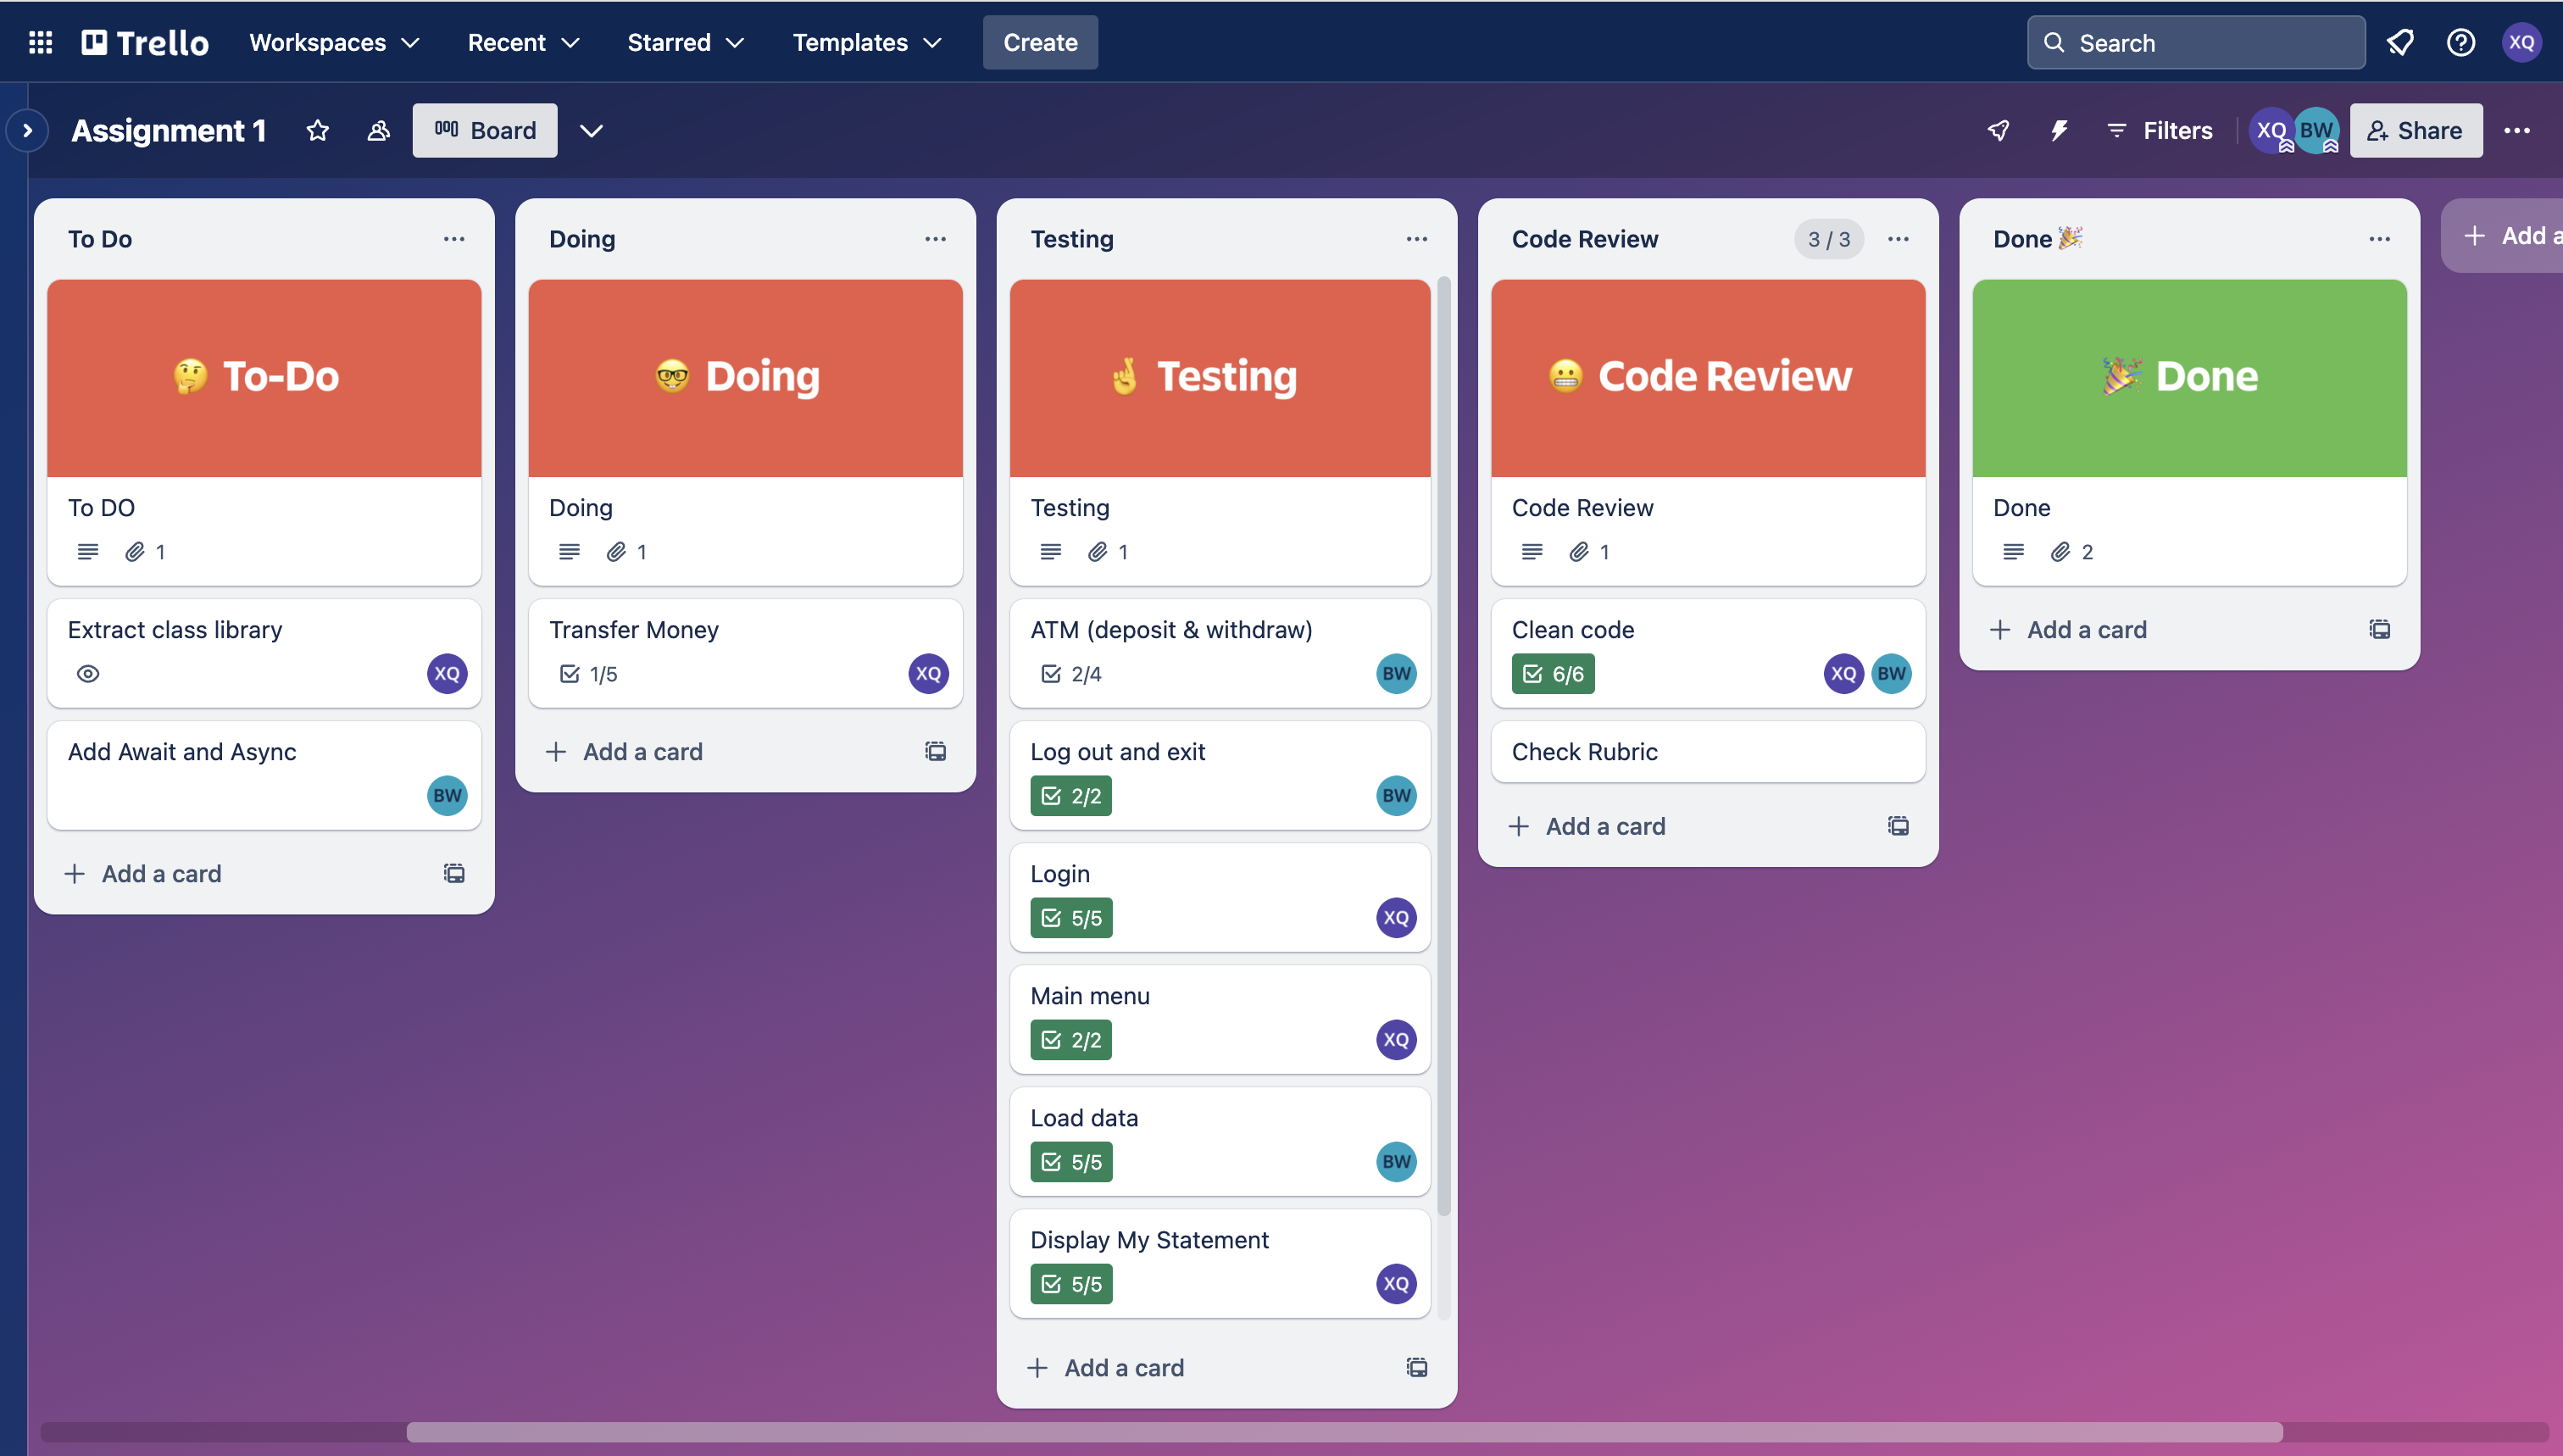 Trello Workspaces Recent Starred Templates Create Search XQ
Assignment 1 Board Filters XQ BW Share
To Do
🤔 To-Do
To DO
1
Extract class library
XQ
Add Await and Async
BW
Add a card
Doing
🤓 Doing
Doing
1
Transfer Money
1/5 XQ
Add a card
Testing
🤞 Testing
Testing
1
ATM (deposit & withdraw)
2/4 BW
Log out and exit
2/2 BW
Login
5/5 XQ
Main menu
2/2 XQ
Load data
5/5 BW
Display My Statement
5/5 XQ
Add a card
Code Review 3 / 3
😬 Code Review
Code Review
1
Clean code
6/6 XQ BW
Check Rubric
Add a card
Done🎉
🎉 Done
Done
2
Add a card
Add a